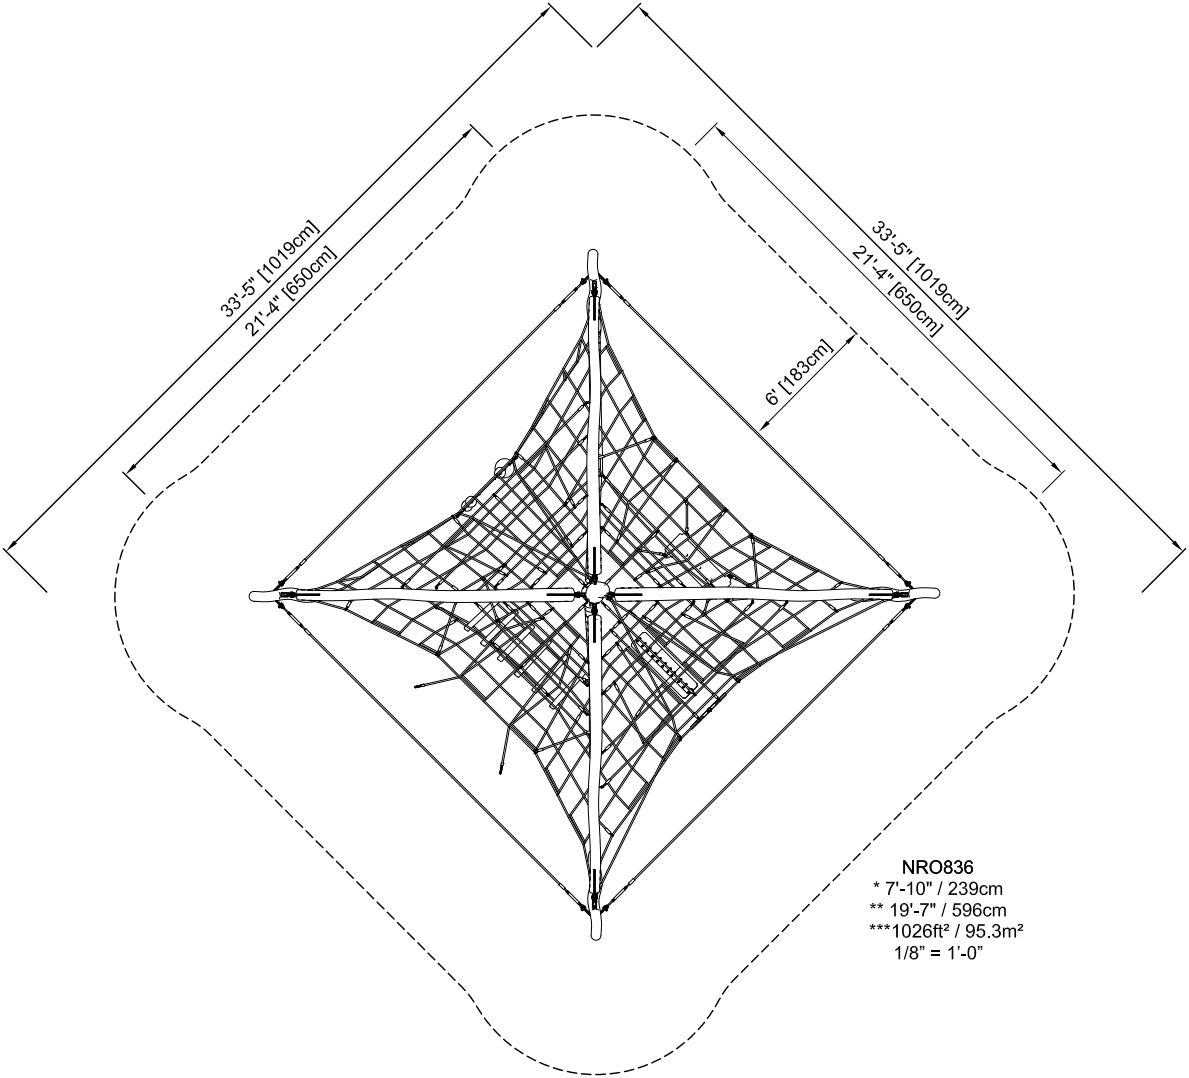 33'-5" [1019cm]
21'-4" [650cm]
33'-5" [1019cm]
21'-4" [650cm]
6' [183cm]
NRO836
* 7'-10" / 239cm
** 19'-7" / 596cm
***1026ft² / 95.3m²
1/8” = 1’-0”